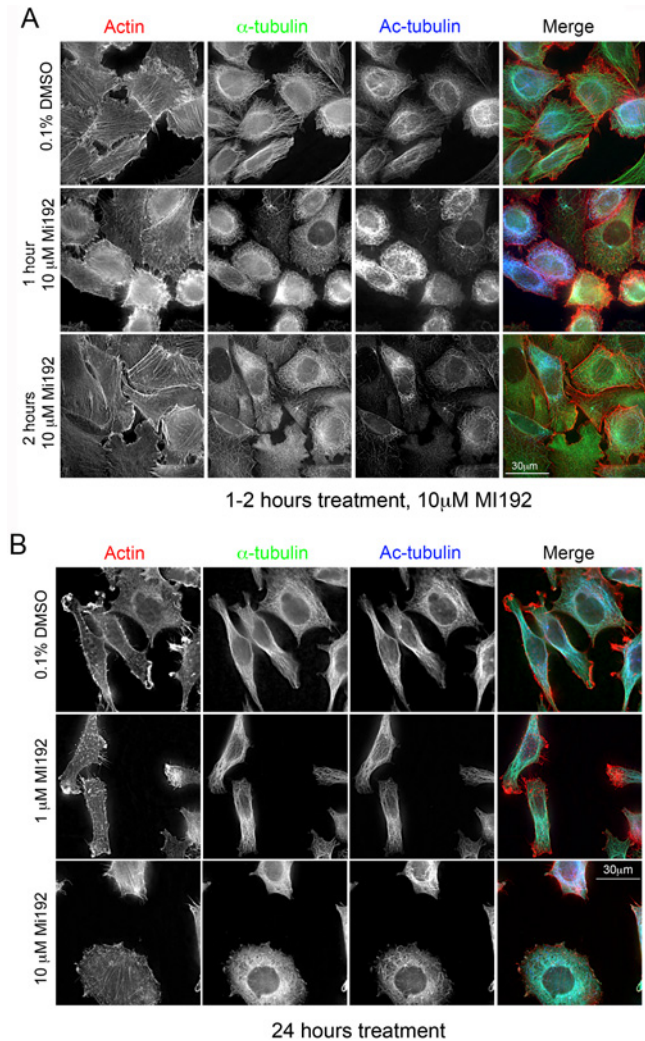 A
Actin α-tubulin Ac-tubulin Merge
0.1% DMSO
1 hour
10 μM Mi192
2 hours
10 μM Mi192
30μm
1-2 hours treatment, 10μM MI192
B
Actin α-tubulin Ac-tubulin Merge
0.1% DMSO
1 μM MI192
10 μM Mi192
30μm
24 hours treatment